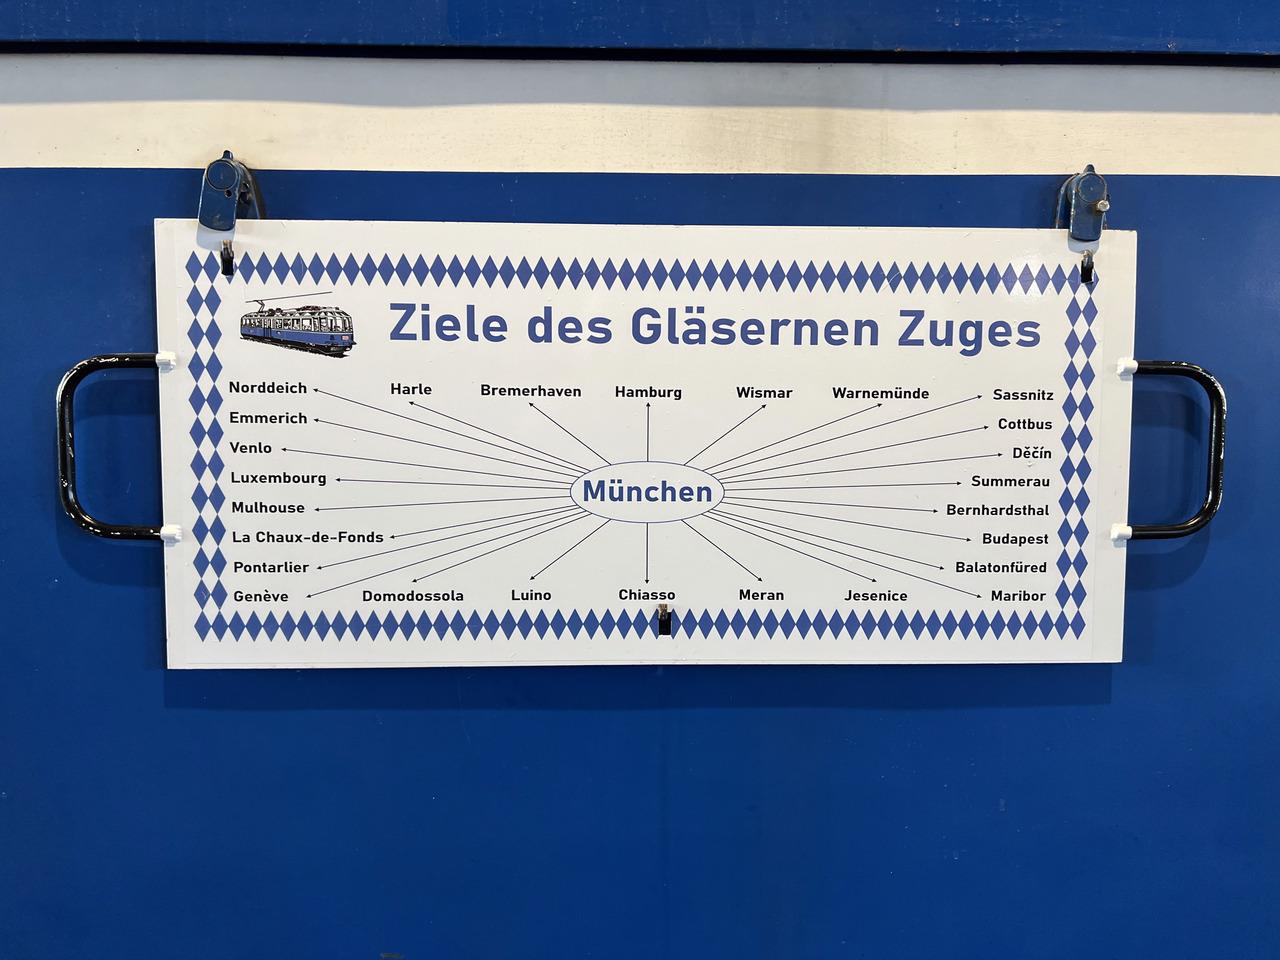 Ziele des Gläsernen Zuges
Norddeich
Harle
Bremerhaven
Hamburg
Wismar
Warnemünde
Sassnitz
Emmerich
Cottbus
Venlo
Děčín
Luxembourg
Summerau
München
Mulhouse
Bernhardsthal
La Chaux-de-Fonds
Budapest
Pontarlier
Balatonfüred
Genève
Domodossola
Luino
Chiasso
Meran
Jesenice
Maribor